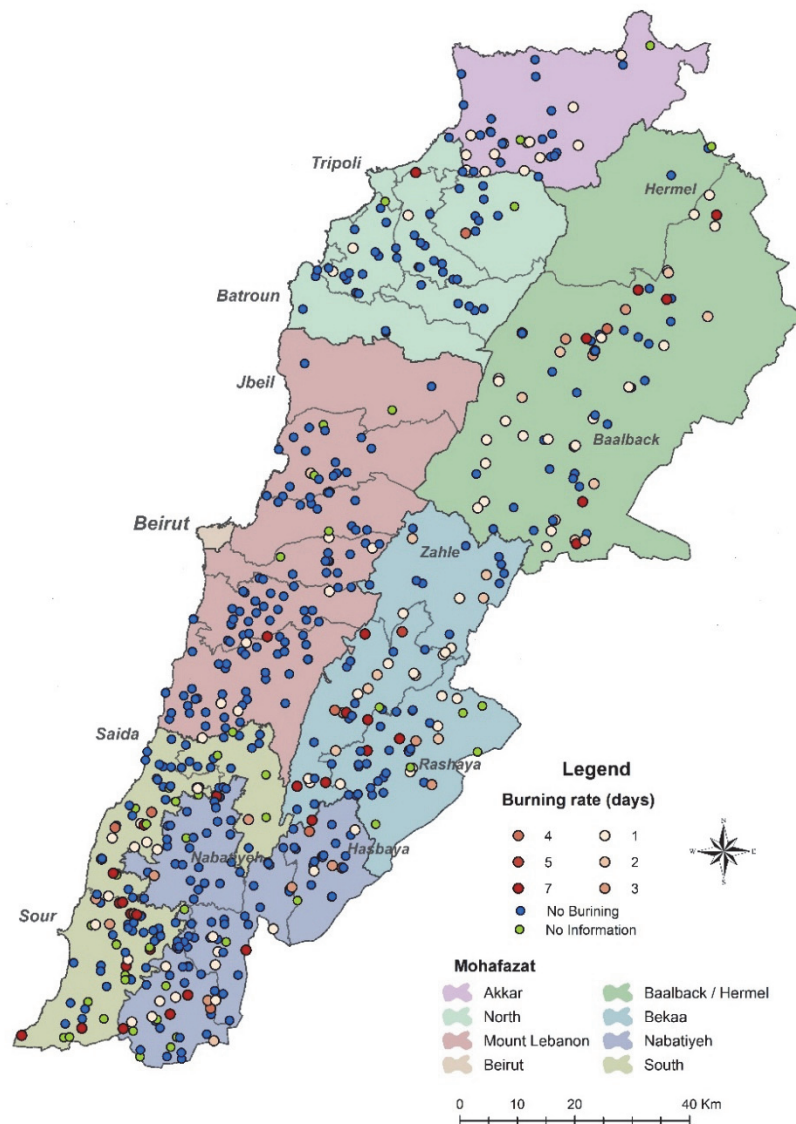 Tripoli
Hermel
Batroun
Jbeil
Baalback
Beirut
Zahle
Saida
Rashaya
Nabatiyeh
Hasbaya
Sour
Legend
Burning rate (days)
4 1
5 2
7 3
No Burining
No Information
N
W E
S
Mohafazat
Akkar Baalback / Hermel
North Bekaa
Mount Lebanon Nabatiyeh
Beirut South
0 10 20 40 Km